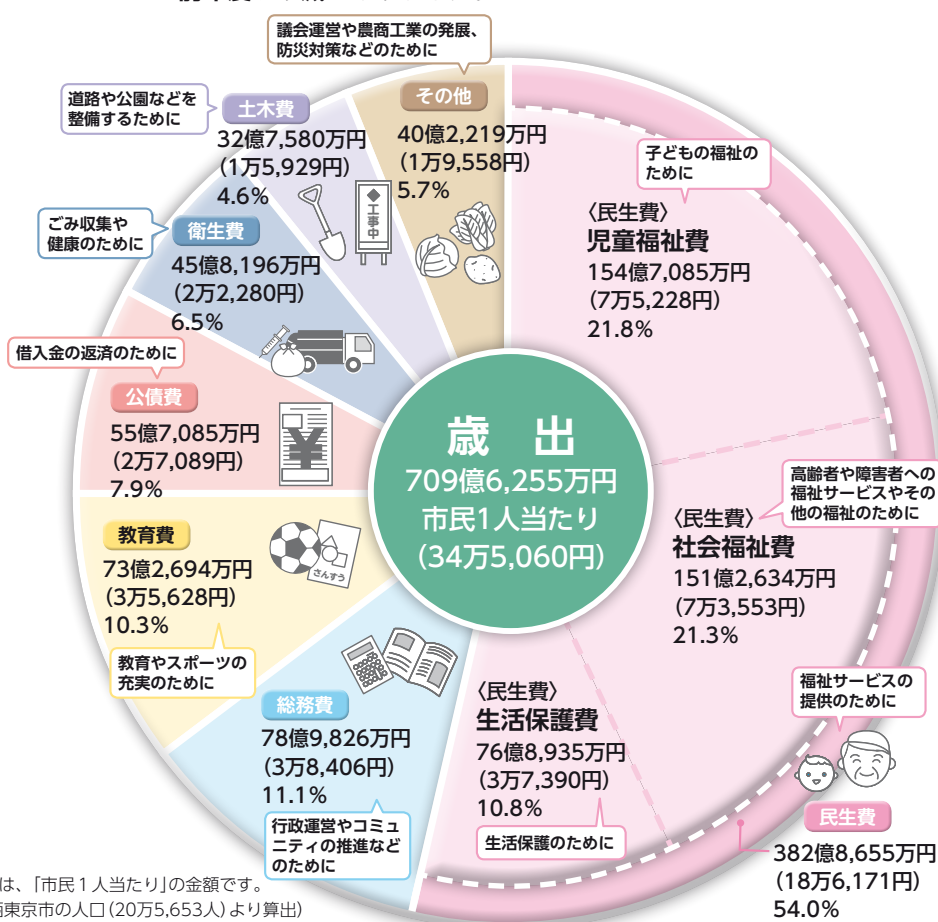 議会運営や農商工業の発展、
防災対策などのために
その他
40億2,219万円
(1万9,558円)
5.7%
道路や公園などを
整備するために
土木費
32億7,580万円
(1万5,929円)
4.6%
工事中
ごみ収集や
健康のために
衛生費
45億8,196万円
(2万2,280円)
6.5%
借入金の返済のために
公債費
55億7,085万円
(2万7,089円)
7.9%
¥
教育費
73億2,694万円
(3万5,628円)
10.3%
さんすう
教育やスポーツの
充実のために
総務費
78億9,826万円
(3万8,406円)
11.1%
行政運営やコミュ
ニティの推進など
のために
歳 出
709億6,255万円
市民1人当たり
(34万5,060円)
子どもの福祉の
ために
〈民生費〉
児童福祉費
154億7,085万円
(7万5,228円)
21.8%
高齢者や障害者への
福祉サービスやその
他の福祉のために
〈民生費〉
社会福祉費
151億2,634万円
(7万3,553円)
21.3%
〈民生費〉
生活保護費
76億8,935万円
(3万7,390円)
10.8%
生活保護のために
福祉サービスの
提供のために
民生費
382億8,655万円
(18万6,171円)
54.0%
は、「市民1人当たり」の金額です。
東京市の人口(20万5,653人)より算出)